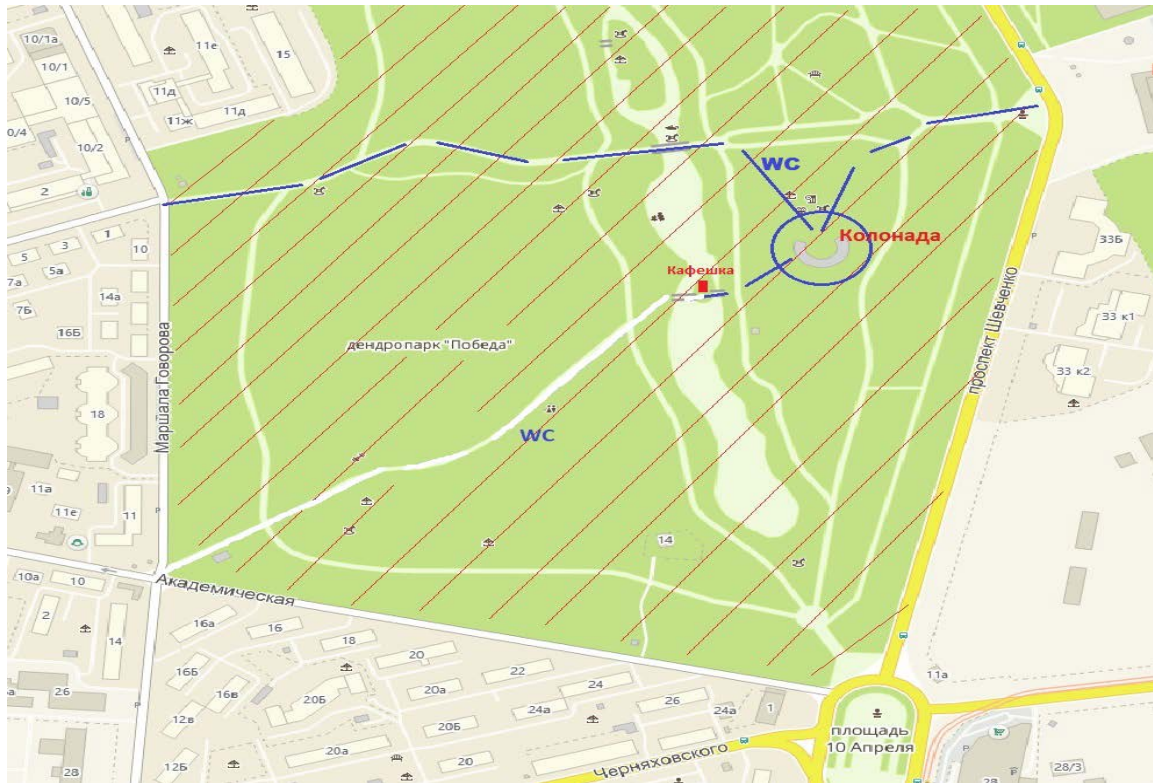 10/1а
10/1
11е
15
10/5
11д
11д
11ж
10/4
10/2
WC
2
3
1
10
Колонада
33Б
5
5а
7а
14а
Кафешка
7Б
16Б
33 к1
дендропарк "Победа"
33 к2
Маршала Говорова
проспект Шевченко
18
WC
11а
11е
11
14
10а
10
Академическая
2
14
16а
16
18
20
22
24
26
24а
1
16Б
16в
20Б
20а
24а
11а
26
12в
20Б
площадь
10 Апреля
20а
20
Черняховского
28
12Б
28
28/3
P
P
P
P
P
P
P